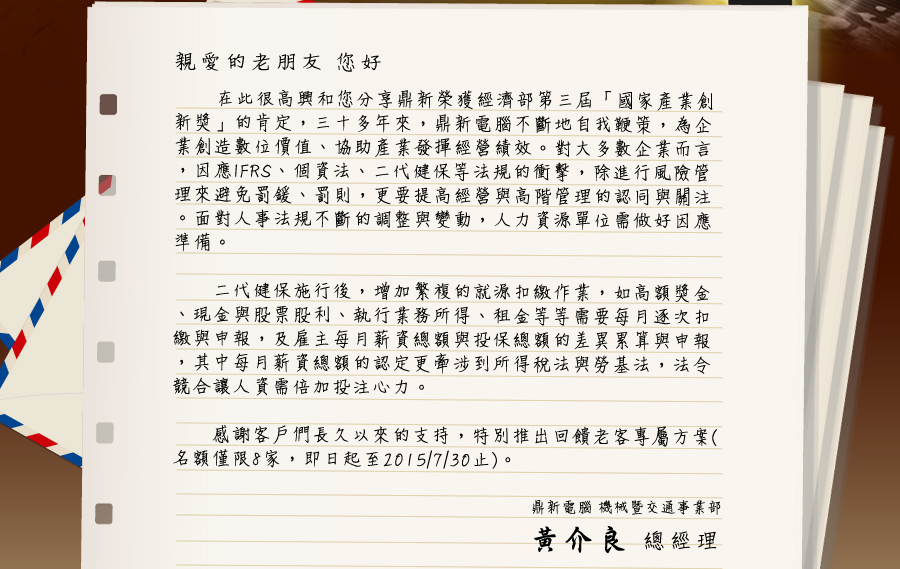 親愛的老朋友 您好
在此很高興和您分享鼎新榮獲經濟部第三屆「國家產業創
新獎」的肯定，三十多年來，鼎新電腦不斷地自我鞭策，為企
業創造數位價值、協助產業發揮經營績效。對大多數企業而言
，因應IFRS、個資法、二代健保等法規的衝擊，除進行風險管
理來避免罰鍰、罰則，更要提高經營與高階管理的認同與關注
。面對人事法規不斷的調整與變動，人力資源單位需做好因應
準備。
二代健保施行後，增加繁複的就源扣繳作業，如高額獎金
、現金與股票股利、執行業務所得、租金等等需要每月逐次扣
繳與申報，及雇主每月薪資總額與投保總額的差異累算與申報
，其中每月薪資總額的認定更牽涉到所得稅法與勞基法，法令
競合讓人資需倍加投注心力。
感謝客戶們長久以來的支持，特別推出回饋老客專屬方案(
名額僅限8家，即日起至2015/7/30止)。
鼎新電腦 機械暨交通事業部
黃介良 總經理